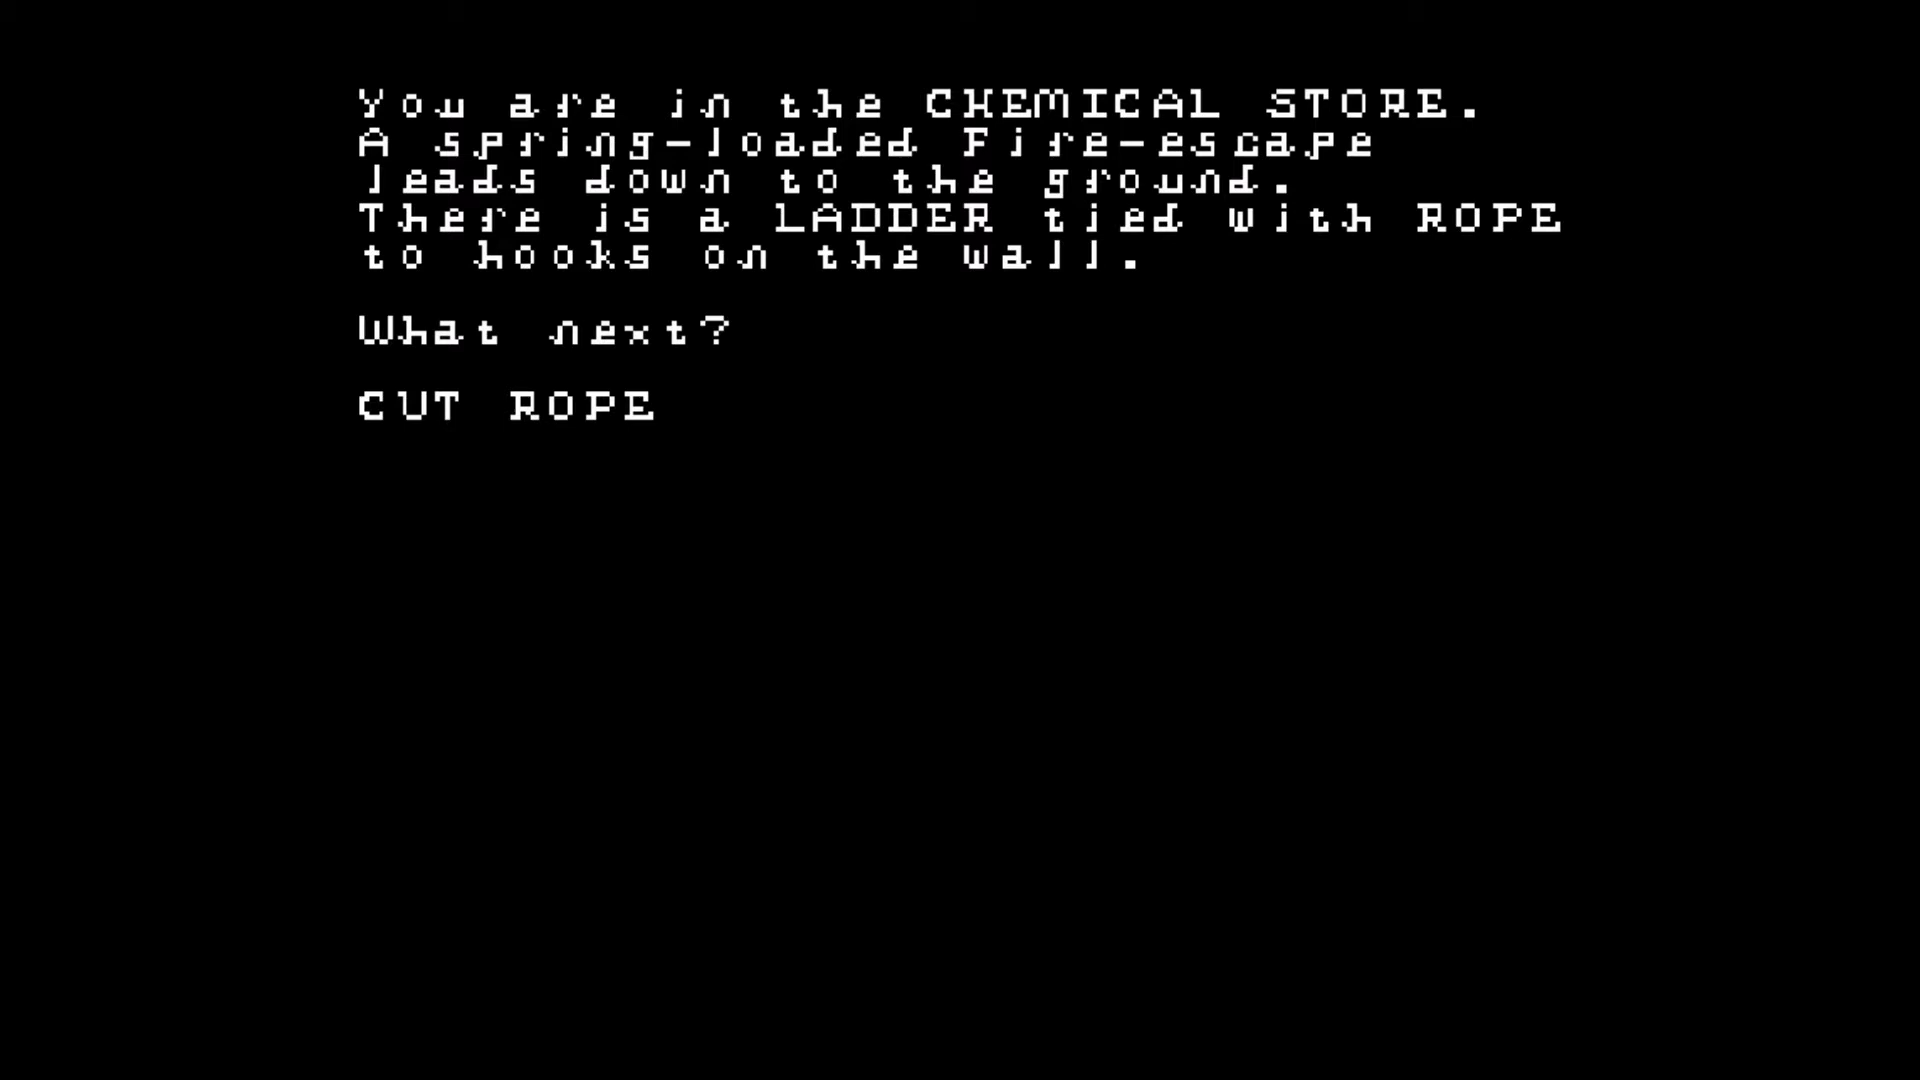 You are in the CHEMICAL STORE.
A spring-loaded Fire-escape
leads down to the ground.
There is a LADDER tied with ROPE
to hooks on the wall.
What next?
CUT ROPE